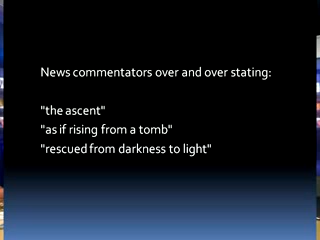 News commentators over and over stating:
"the ascent"
"as if rising from a tomb"
"rescued from darkness to light"